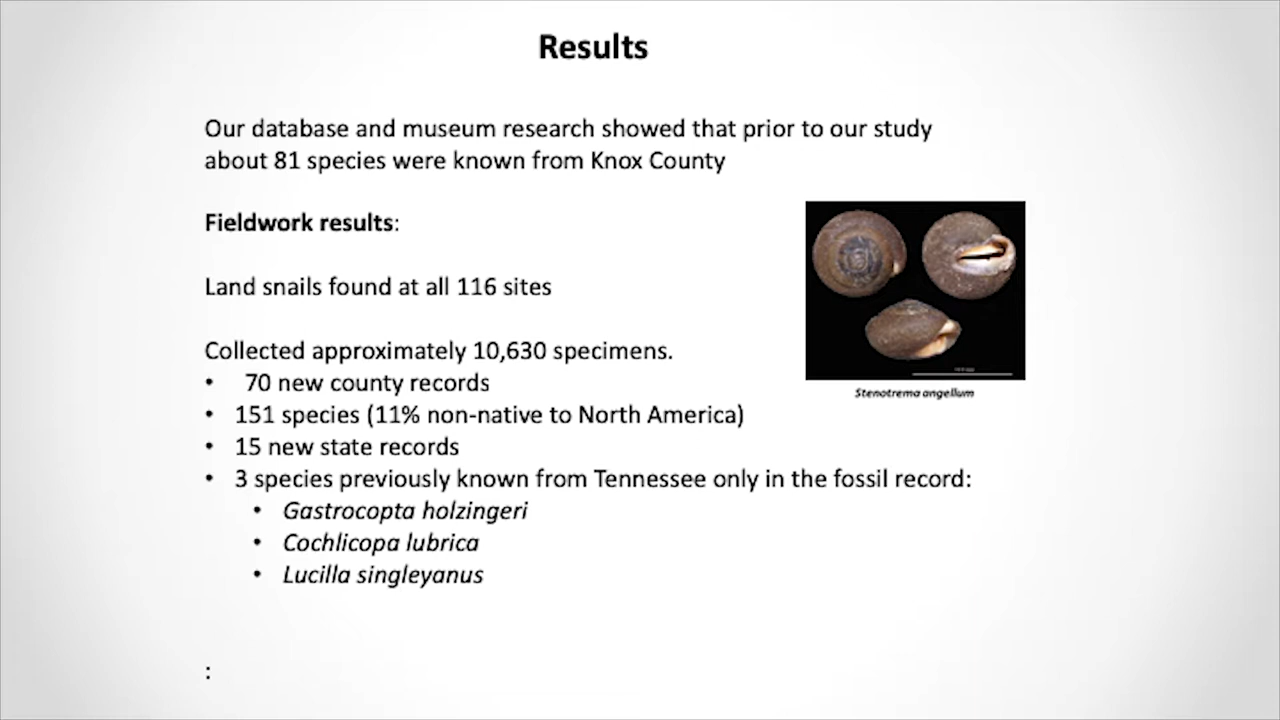 Results
Our database and museum research showed that prior to our study
about 81 species were known from Knox County
Fieldwork results:
Land snails found at all 116 sites
Collected approximately 10,630 specimens.
• 70 new county records
• 151 species (11% non-native to North America)
• 15 new state records
• 3 species previously known from Tennessee only in the fossil record:
• Gastrocopta holzingeri
• Cochlicopa lubrica
• Lucilla singleyanus
Stenotrema angellum
: